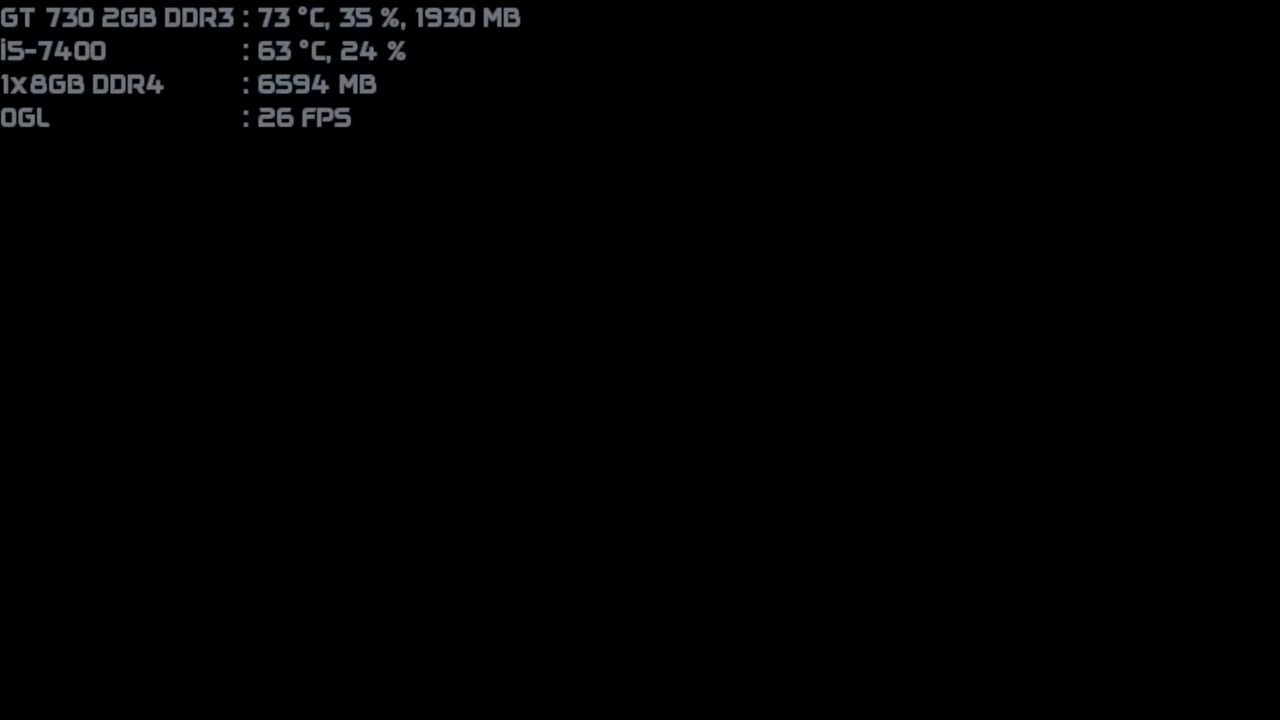 GT 730 2GB DDR3 : 73 °C, 35 %, 1930 MB
i5-7400 : 63 °C, 24 %
1x8GB DDR4 : 6594 MB
OGL : 26 FPS